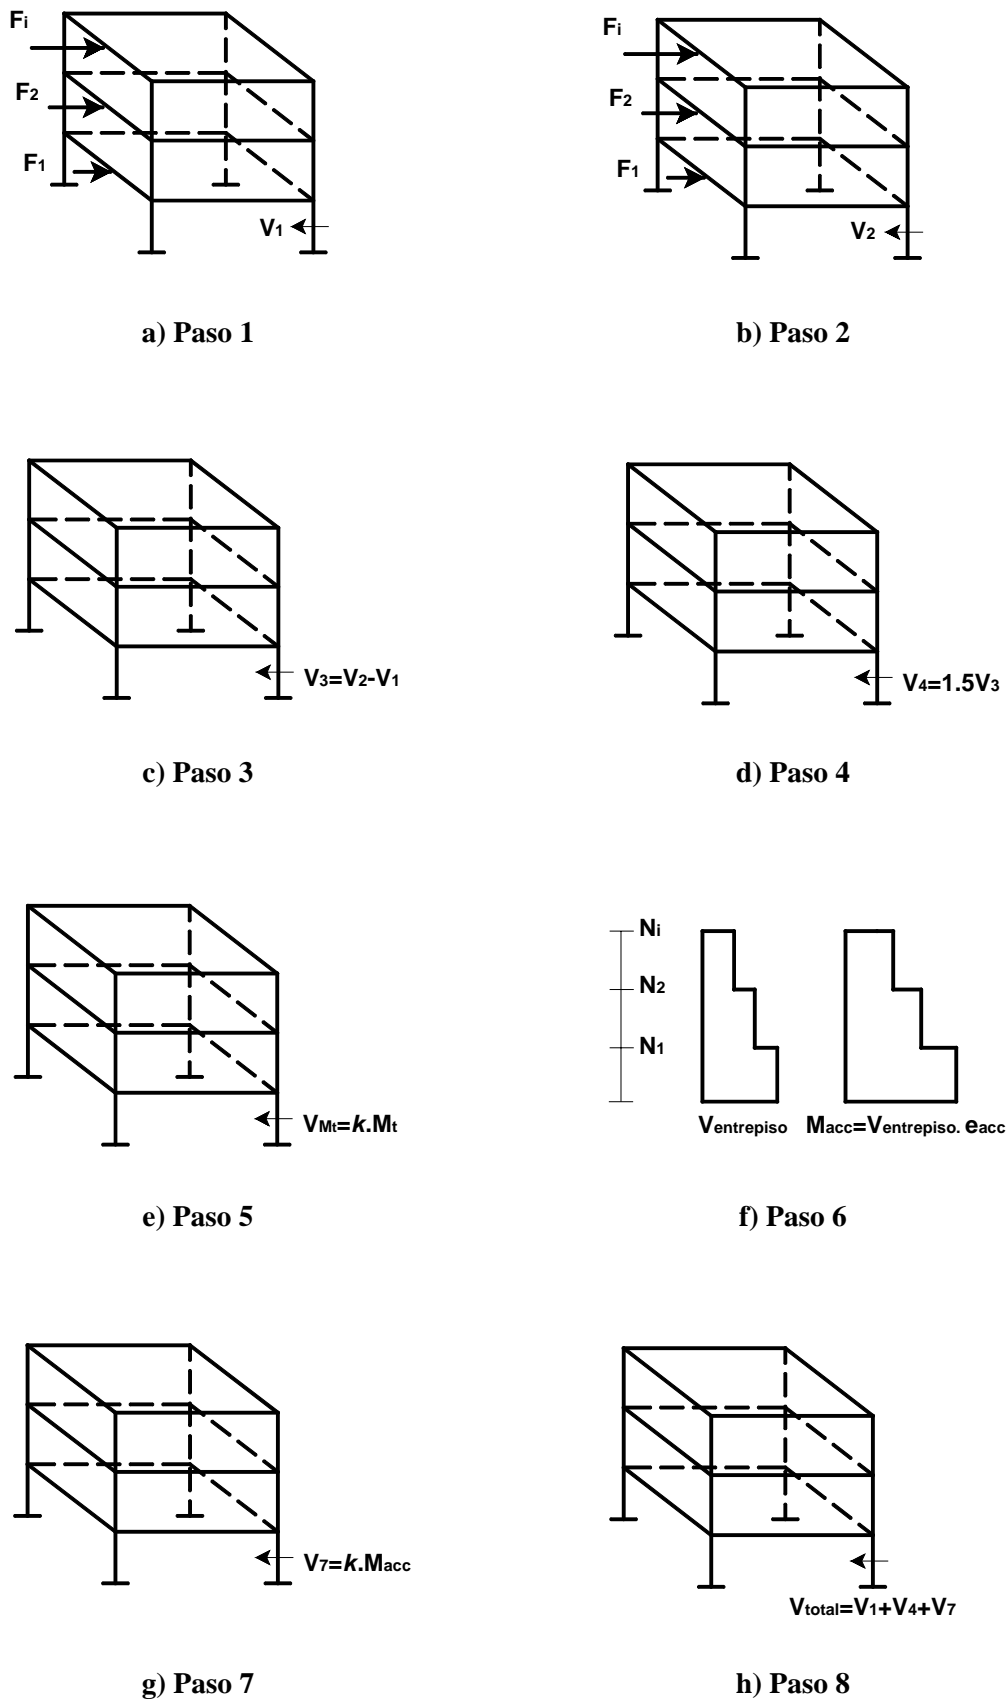 Fi
F2
F1
V1
a) Paso 1
Fi
F2
F1
V2
b) Paso 2
V3=V2-V1
c) Paso 3
V4=1.5V3
d) Paso 4
VMt=k.Mt
e) Paso 5
Ni
N2
N1
Ventrepiso Macc=Ventrepiso. eacc
f) Paso 6
V7=k.Macc
g) Paso 7
Vtotal=V1+V4+V7
h) Paso 8